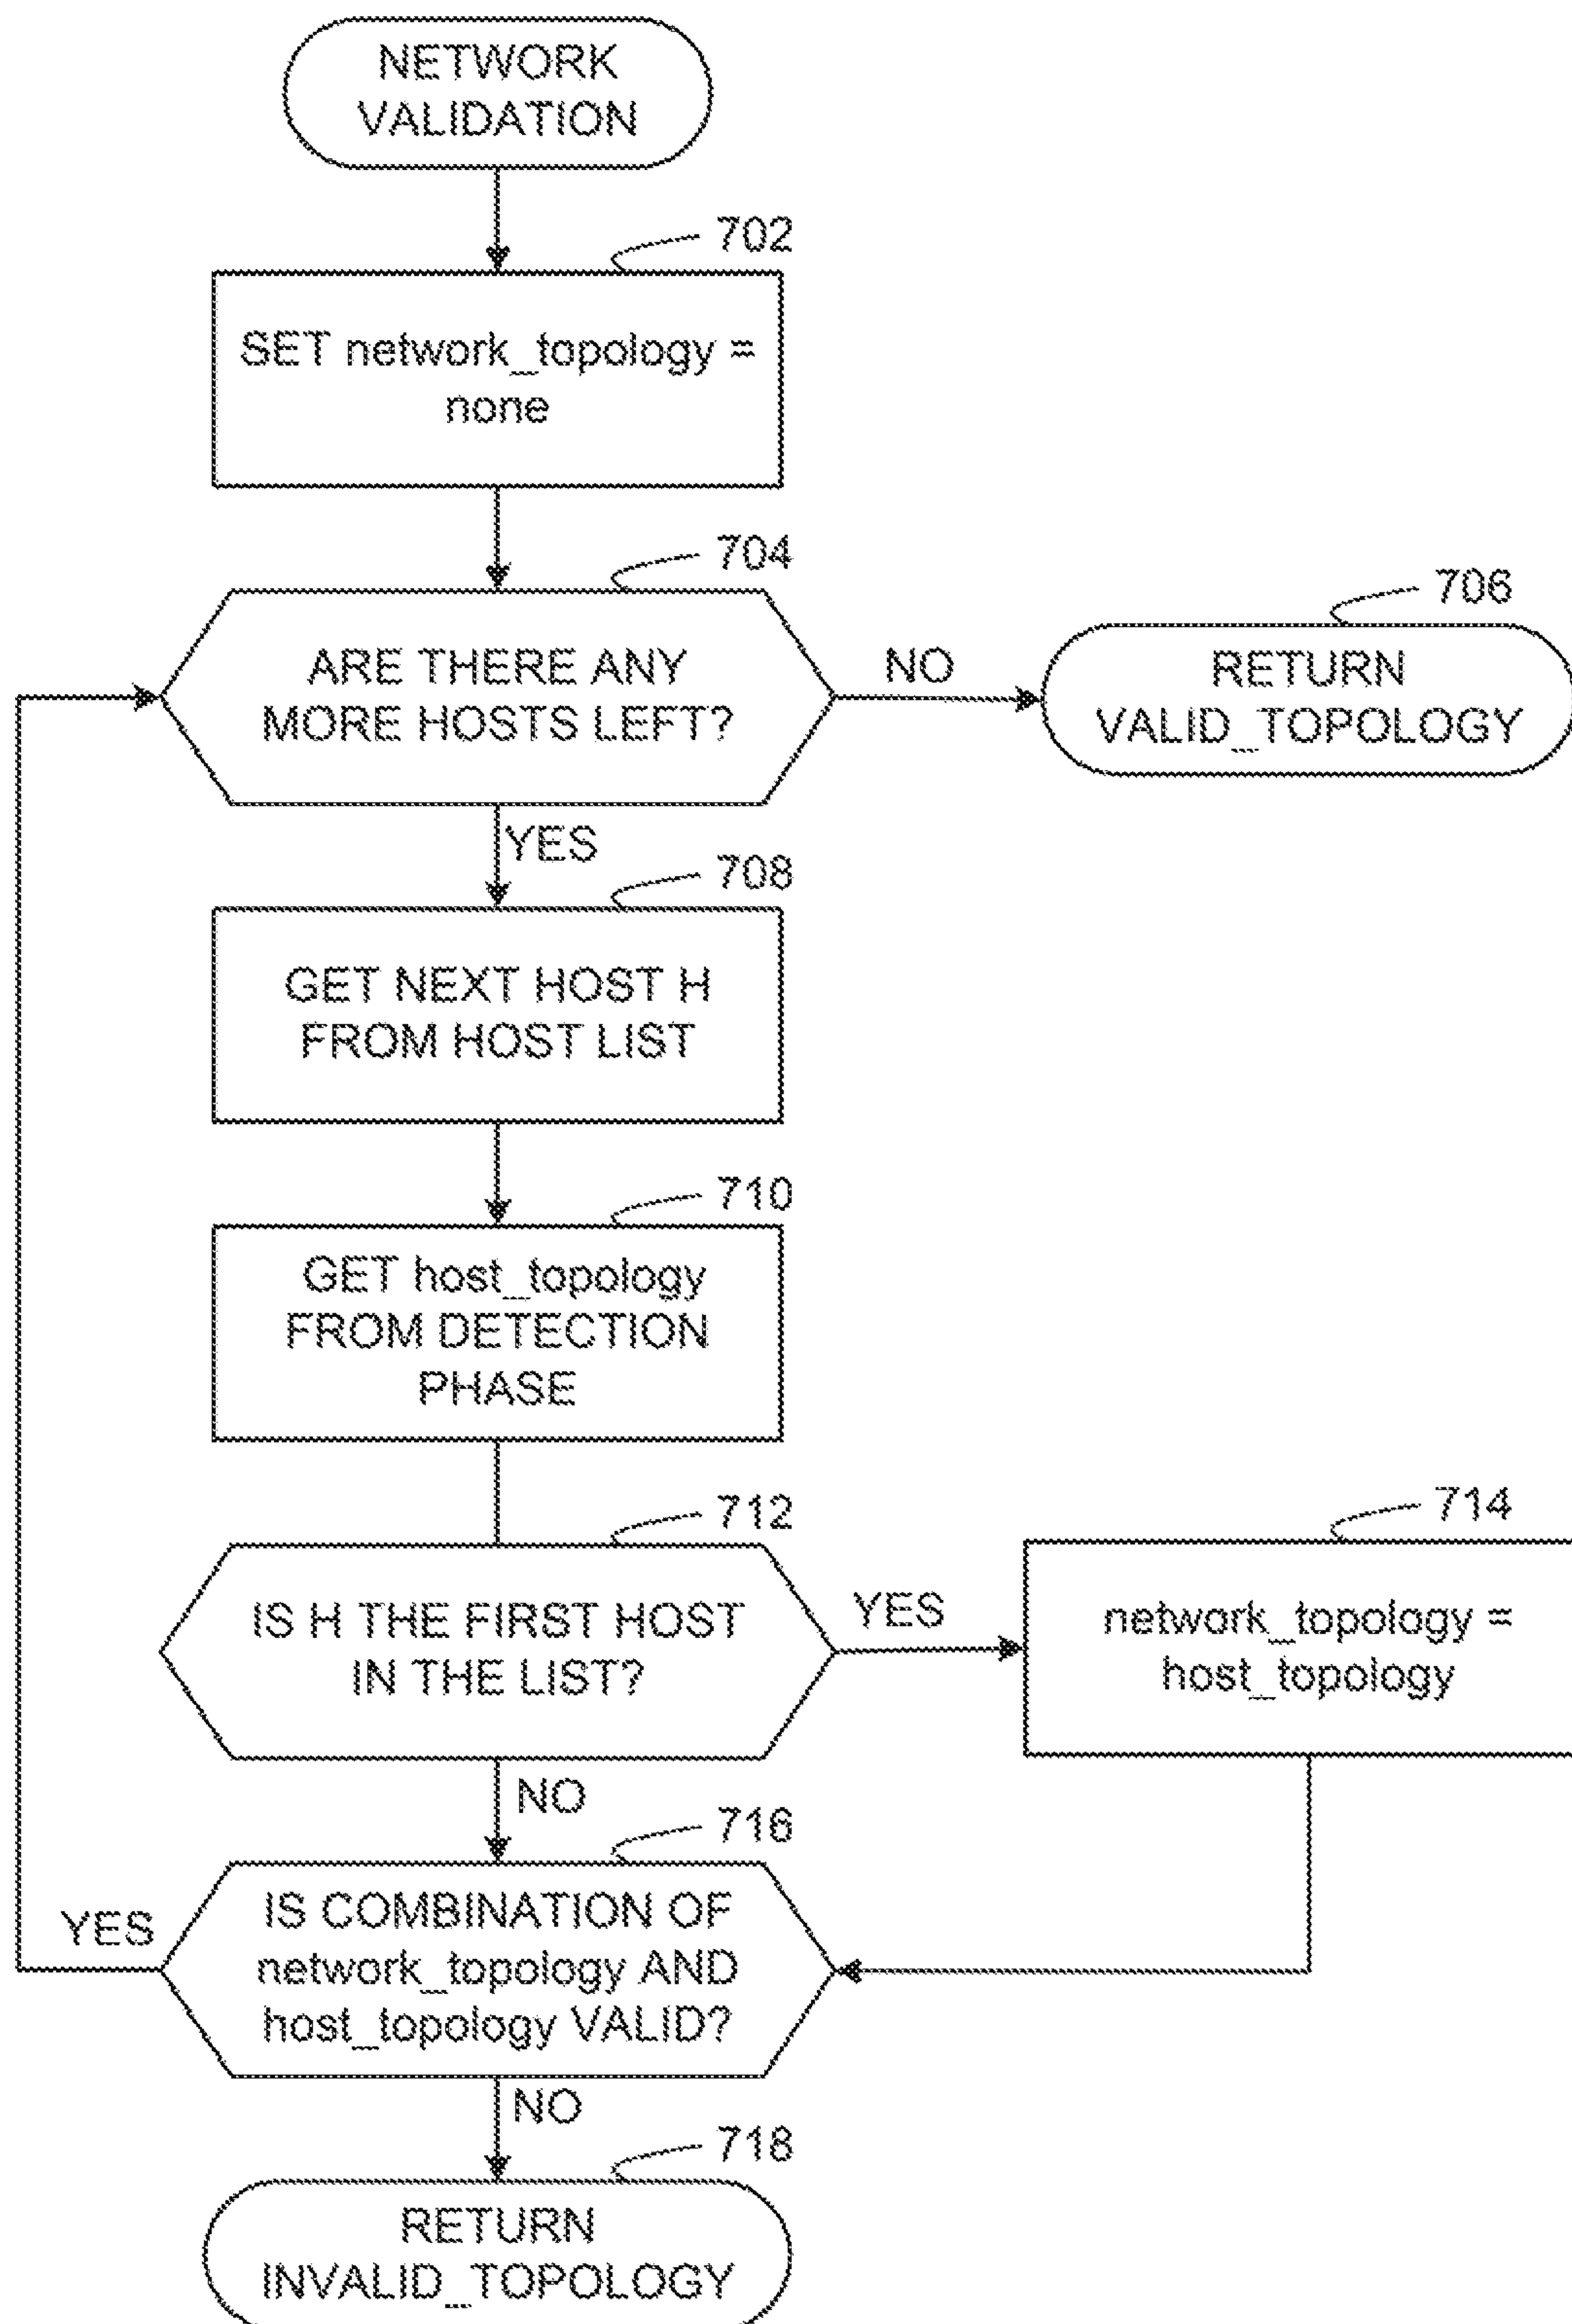 NETWORK
VALIDATION
702
SET network_topology =
none
704
ARE THERE ANY
MORE HOSTS LEFT?
NO
706
RETURN
VALID_TOPOLOGY
YES
708
GET NEXT HOST H
FROM HOST LIST
710
GET host_topology
FROM DETECTION
PHASE
712
IS H THE FIRST HOST
IN THE LIST?
YES
714
network_topology =
host_topology
NO
716
IS COMBINATION OF
network_topology AND
host_topology VALID?
YES
NO
718
RETURN
INVALID_TOPOLOGY